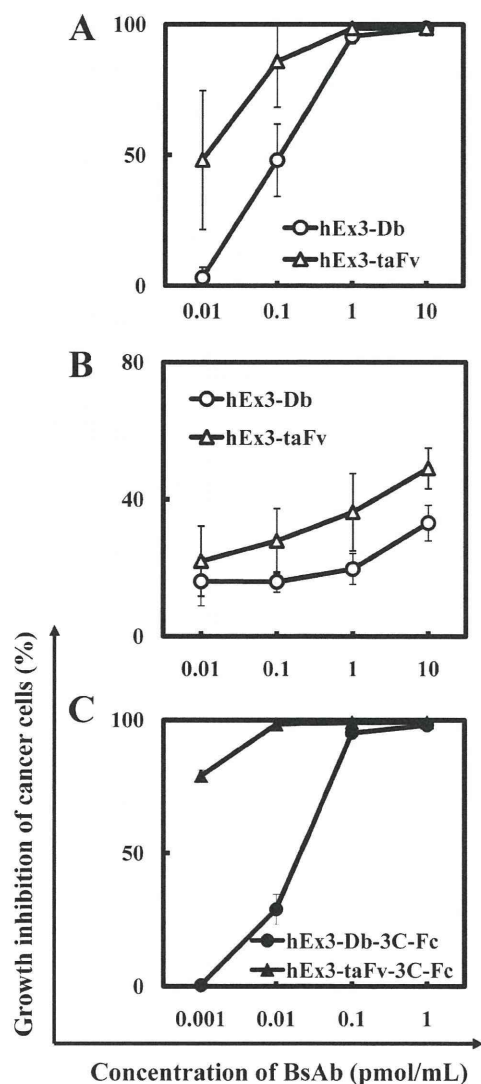 A
100
50
0
hEx3-Db
hEx3-taFv
0.01 0.1 1 10
B
80
40
0
hEx3-Db
hEx3-taFv
0.01 0.1 1 10
C
100
50
0
hEx3-Db-3C-Fc
hEx3-taFv-3C-Fc
0.001 0.01 0.1 1
Growth inhibition of cancer cells (%)
Concentration of BsAb (pmol/mL)